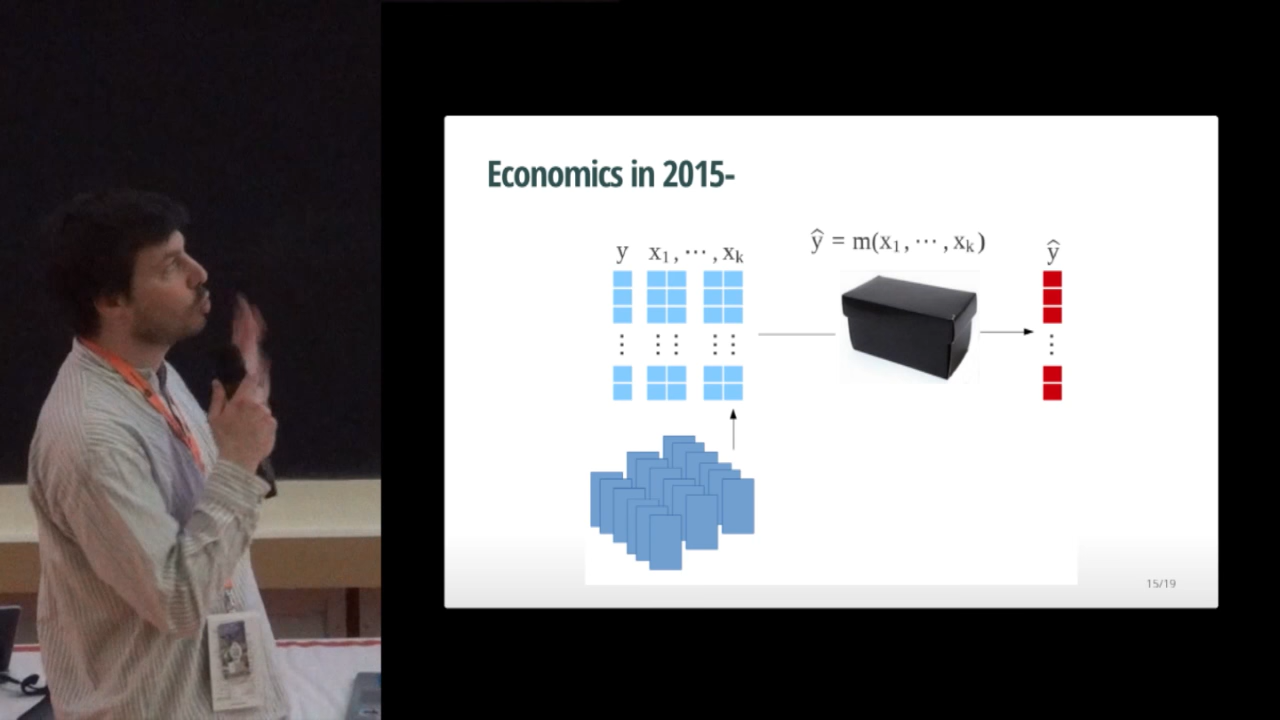 Economics in 2015-
y x₁, ⋯, xₖ
ŷ = m(x₁, ⋯, xₖ)
ŷ
15/19